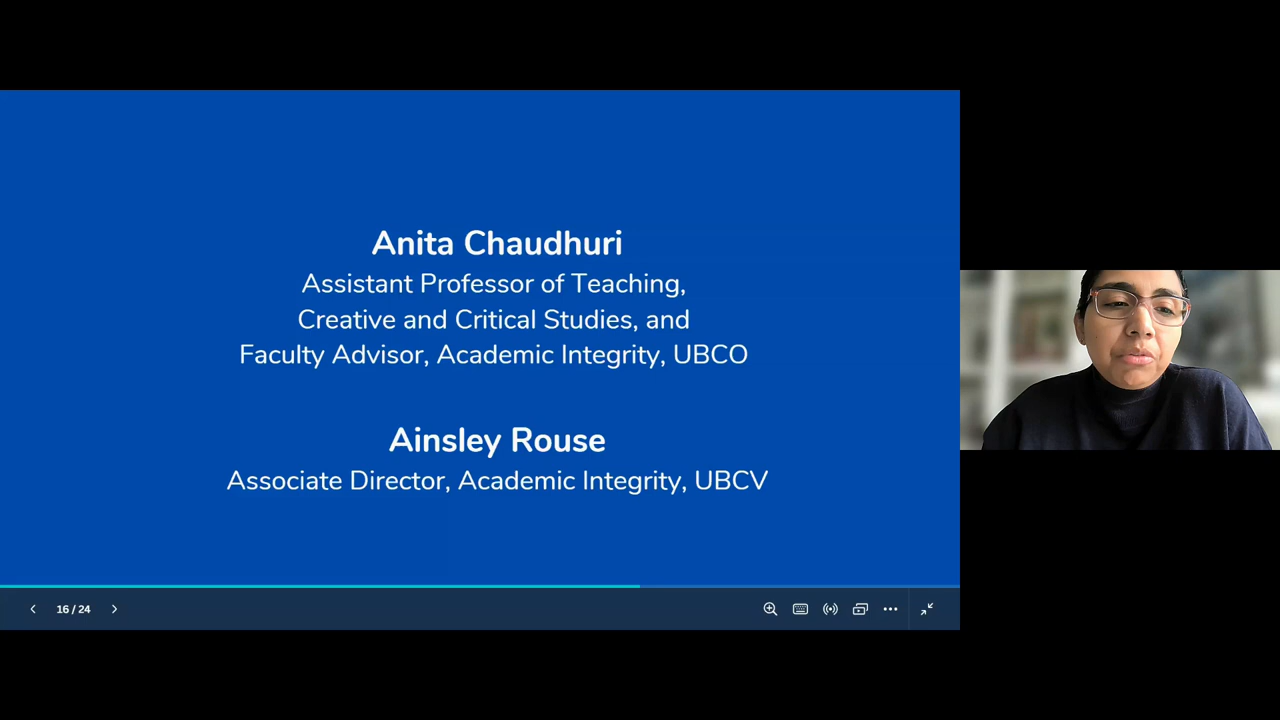 Anita Chaudhuri
Assistant Professor of Teaching,
Creative and Critical Studies, and
Faculty Advisor, Academic Integrity, UBCO
Ainsley Rouse
Associate Director, Academic Integrity, UBCV
16 / 24